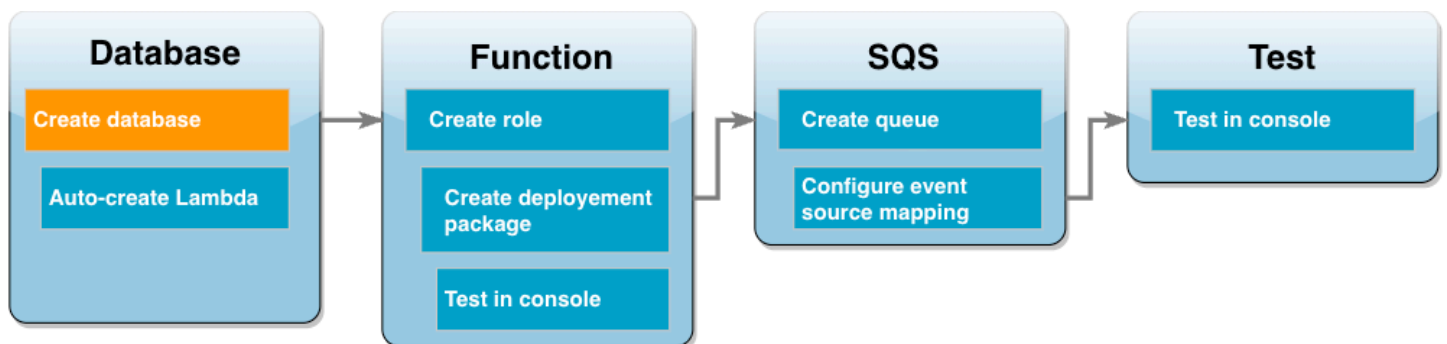 Database
Create database
Auto-create Lambda
Function
Create role
Create deployement
package
Test in console
SQS
Create queue
Configure event
source mapping
Test
Test in console